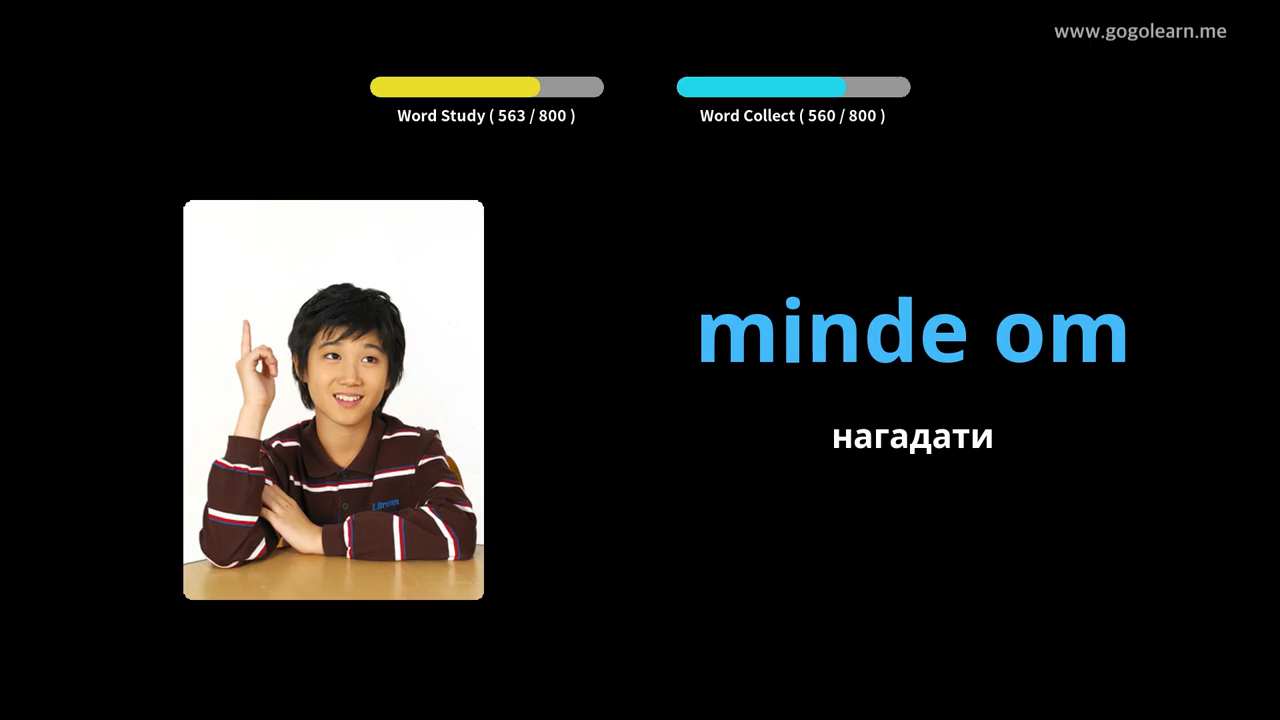 www.gogolearn.me
Word Study ( 563 / 800 )
Word Collect ( 560 / 800 )
minde om
нагадати